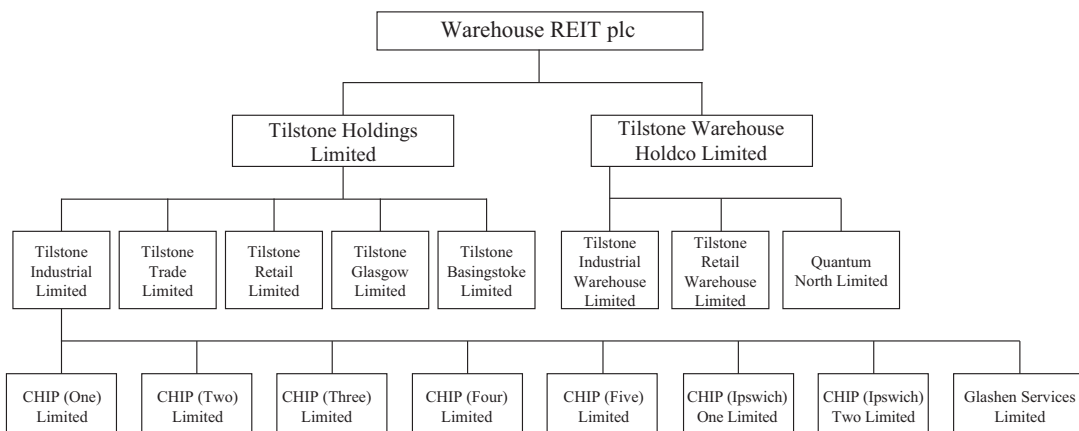 Warehouse REIT plc
Tilstone Holdings
Limited
Tilstone Warehouse
Holdco Limited
Tilstone
Industrial
Limited
Tilstone
Trade
Limited
Tilstone
Retail
Limited
Tilstone
Glasgow
Limited
Tilstone
Basingstoke
Limited
Tilstone
Industrial
Warehouse
Limited
Tilstone
Retail
Warehouse
Limited
Quantum
North Limited
CHIP (One)
Limited
CHIP (Two)
Limited
CHIP (Three)
Limited
CHIP (Four)
Limited
CHIP (Five)
Limited
CHIP (Ipswich)
One Limited
CHIP (Ipswich)
Two Limited
Glashen Services
Limited